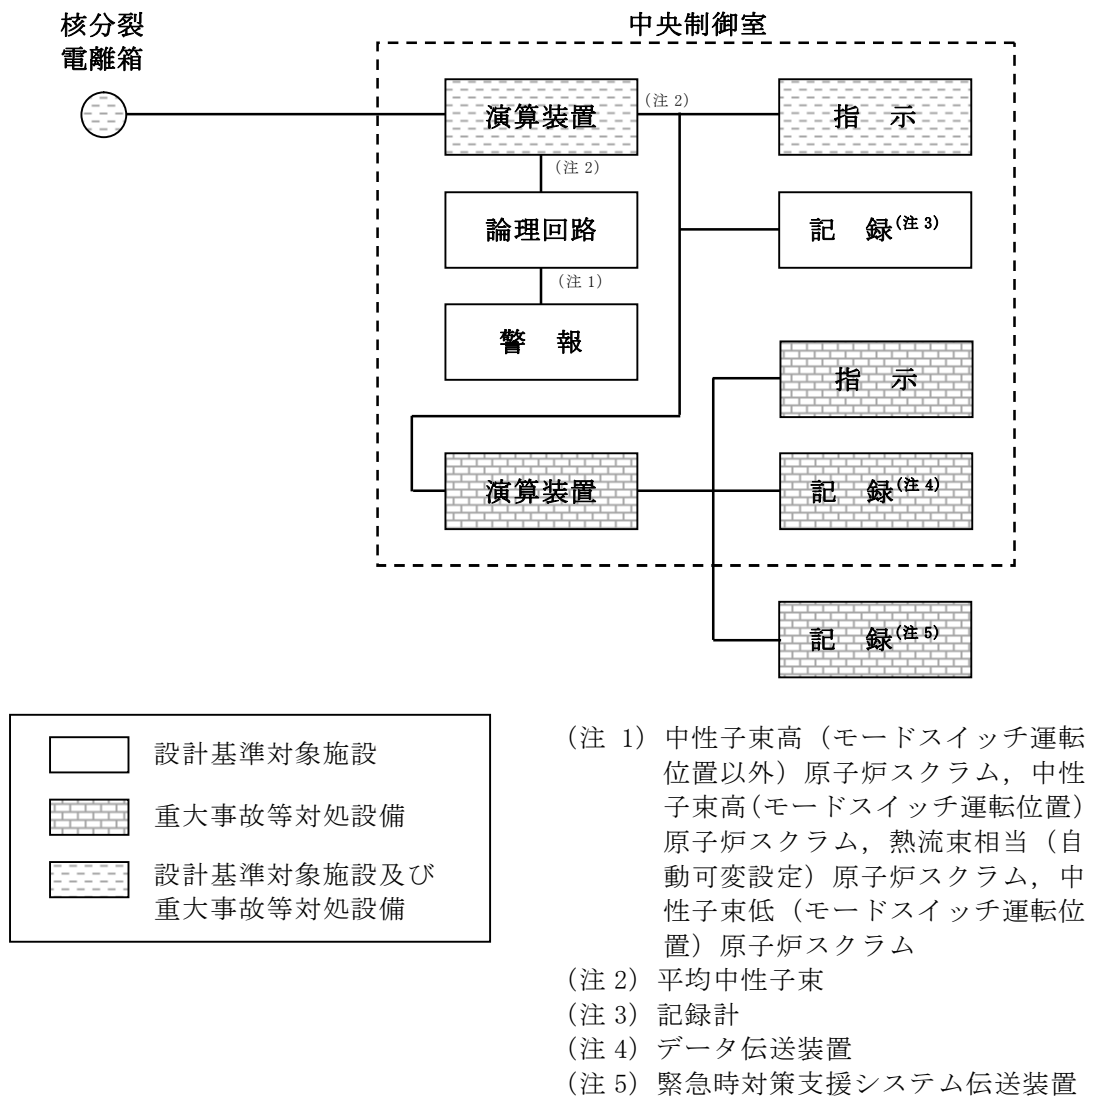 核分裂
電離箱
中央制御室
演算装置
(注 2)
指 示
(注 2)
論理回路
記 録(注 3)
(注 1)
警 報
指 示
演算装置
記 録(注 4)
記 録(注 5)
設計基準対象施設
重大事故等対処設備
設計基準対象施設及び
重大事故等対処設備
(注 1) 中性子束高(モードスイッチ運転
位置以外)原子炉スクラム,中性
子束高(モードスイッチ運転位置)
原子炉スクラム,熱流束相当(自
動可変設定)原子炉スクラム,中
性子束低(モードスイッチ運転位
置)原子炉スクラム
(注 2) 平均中性子束
(注 3) 記録計
(注 4) データ伝送装置
(注 5) 緊急時対策支援システム伝送装置